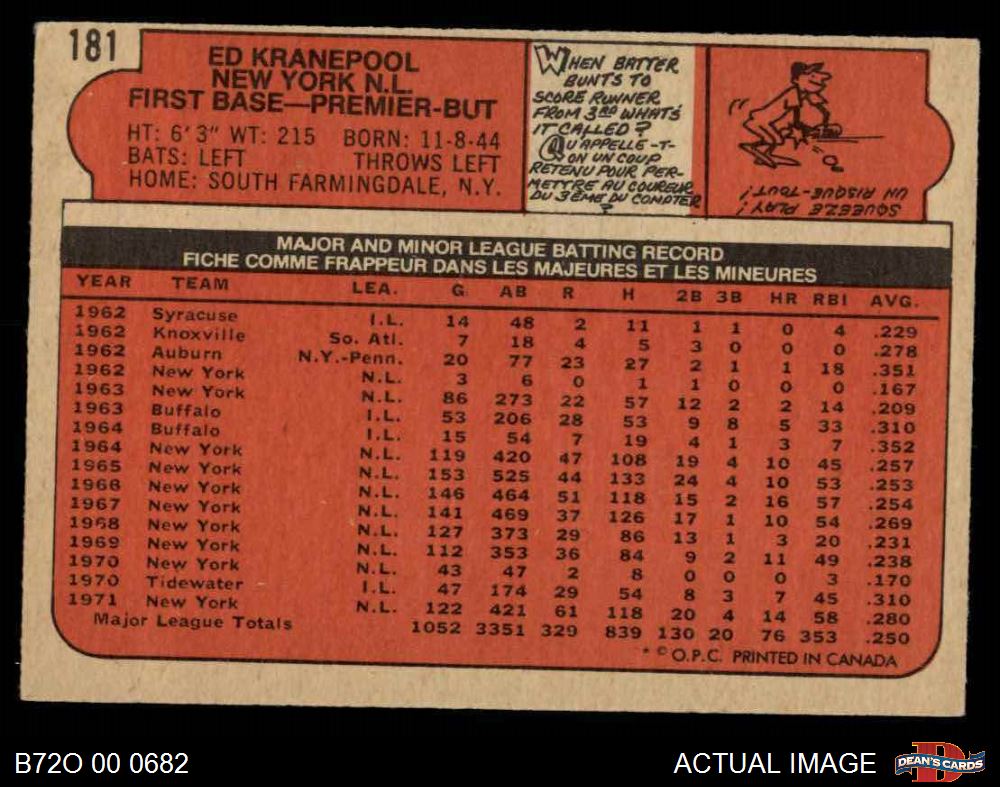 181
ED KRANEPOOL
NEW YORK N.L.
FIRST BASE—PREMIER-BUT
HT: 6'3" WT: 215 BORN: 11-8-44
BATS: LEFT THROWS LEFT
HOME: SOUTH FARMINGDALE, N.Y.
WHEN BATTER
BUNTS TO
SCORE RUNNER
FROM 3RD WHAT'S
IT CALLED?
QU'APPELLE-T-
ON UN COUP
RETENU POUR PER-
METTRE AU COUREUR
DU 3ÈME DU COMPTER
?
SQUEEZE PLAY!
UN RISQUE-TOUT!
MAJOR AND MINOR LEAGUE BATTING RECORD
FICHE COMME FRAPPEUR DANS LES MAJEURES ET LES MINEURES
YEAR TEAM LEA. G AB R H 2B 3B HR RBI AVG.
1962 Syracuse I.L. 14 48 2 11 1 1 0 4 .229
1962 Knoxville So. Atl. 7 18 4 5 3 0 0 0 .278
1962 Auburn N.Y.-Penn. 20 77 23 27 2 1 1 18 .351
1962 New York N.L. 3 6 0 1 1 0 0 0 .167
1963 New York N.L. 86 273 22 57 12 2 2 14 .209
1963 Buffalo I.L. 53 206 28 53 9 8 5 33 .310
1964 Buffalo I.L. 15 54 7 19 4 1 3 7 .352
1964 New York N.L. 119 420 47 108 19 4 10 45 .257
1965 New York N.L. 153 525 44 133 24 4 10 53 .253
1966 New York N.L. 146 464 51 118 15 2 16 57 .254
1967 New York N.L. 141 469 37 126 17 1 10 54 .269
1968 New York N.L. 127 373 29 86 13 1 3 20 .231
1969 New York N.L. 112 353 36 84 9 2 11 49 .238
1970 New York N.L. 43 47 2 8 0 0 0 3 .170
1970 Tidewater I.L. 47 174 29 54 8 3 7 45 .310
1971 New York N.L. 122 421 61 118 20 4 14 58 .280
Major League Totals 1052 3351 329 839 130 20 76 353 .250
* © O.P.C. PRINTED IN CANADA
B72O 00 0682
ACTUAL IMAGE
DEAN'S CARDS